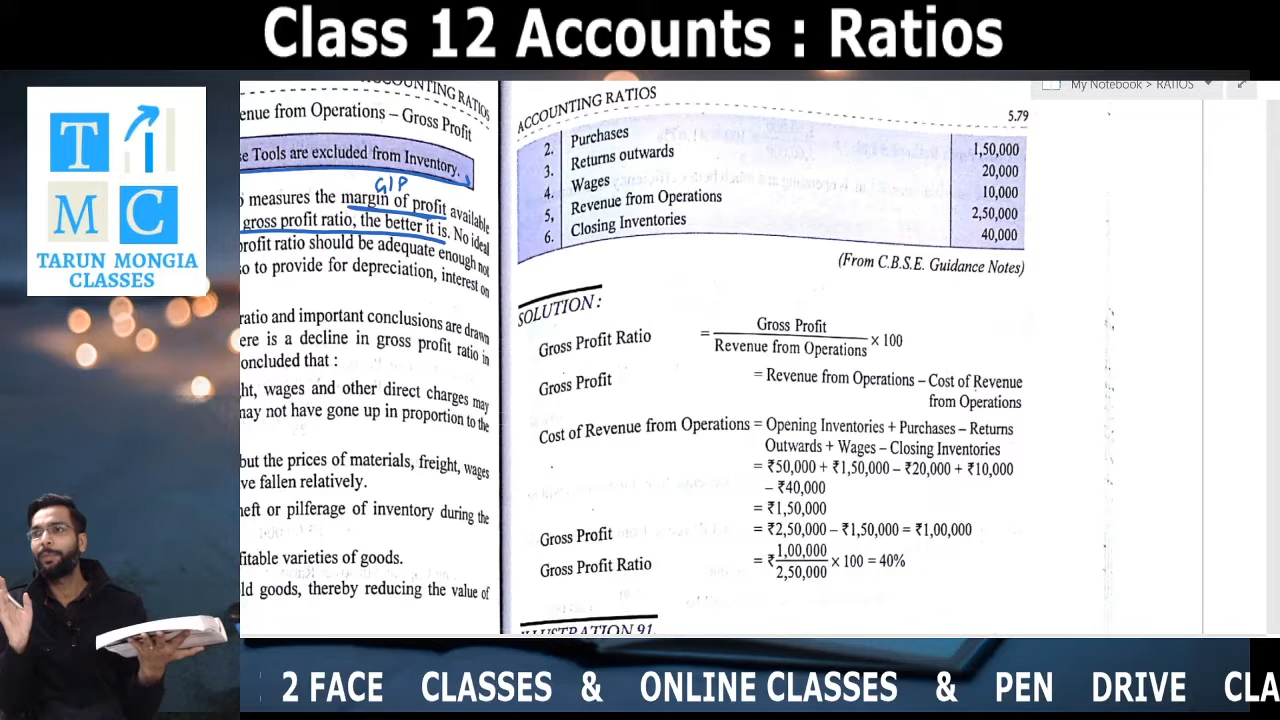 Class 12 Accounts : Ratios
T
M C
TARUN MONGIA
CLASSES
My Notebook > RATIOS
ACCOUNTING RATIOS
enue from Operations – Gross Profit
se Tools are excluded from Inventory.
G/P
measures the margin of profit available
gross profit ratio, the better it is. No ideal
profit ratio should be adequate enough not
so to provide for depreciation, interest on
ratio and important conclusions are drawn
ere is a decline in gross profit ratio in
oncluded that :
ht, wages and other direct charges may
may not have gone up in proportion to the
but the prices of materials, freight, wages
ve fallen relatively.
heft or pilferage of inventory during the
fitable varieties of goods.
ld goods, thereby reducing the value of
ACCOUNTING RATIOS 5.79
2. Purchases 1,50,000
3. Returns outwards 20,000
4. Wages 10,000
5, Revenue from Operations 2,50,000
6. Closing Inventories 40,000
(From C.B.S.E. Guidance Notes)
SOLUTION :
Gross Profit Ratio = Gross Profit / Revenue from Operations × 100
Gross Profit = Revenue from Operations – Cost of Revenue
from Operations
Cost of Revenue from Operations = Opening Inventories + Purchases – Returns
Outwards + Wages – Closing Inventories
= ₹50,000 + ₹1,50,000 – ₹20,000 + ₹10,000
– ₹40,000
= ₹1,50,000
Gross Profit = ₹2,50,000 – ₹1,50,000 = ₹1,00,000
Gross Profit Ratio = ₹ 1,00,000 / 2,50,000 × 100 = 40%
ILLUSTRATION 91.
2 FACE CLASSES & ONLINE CLASSES & PEN DRIVE CLA